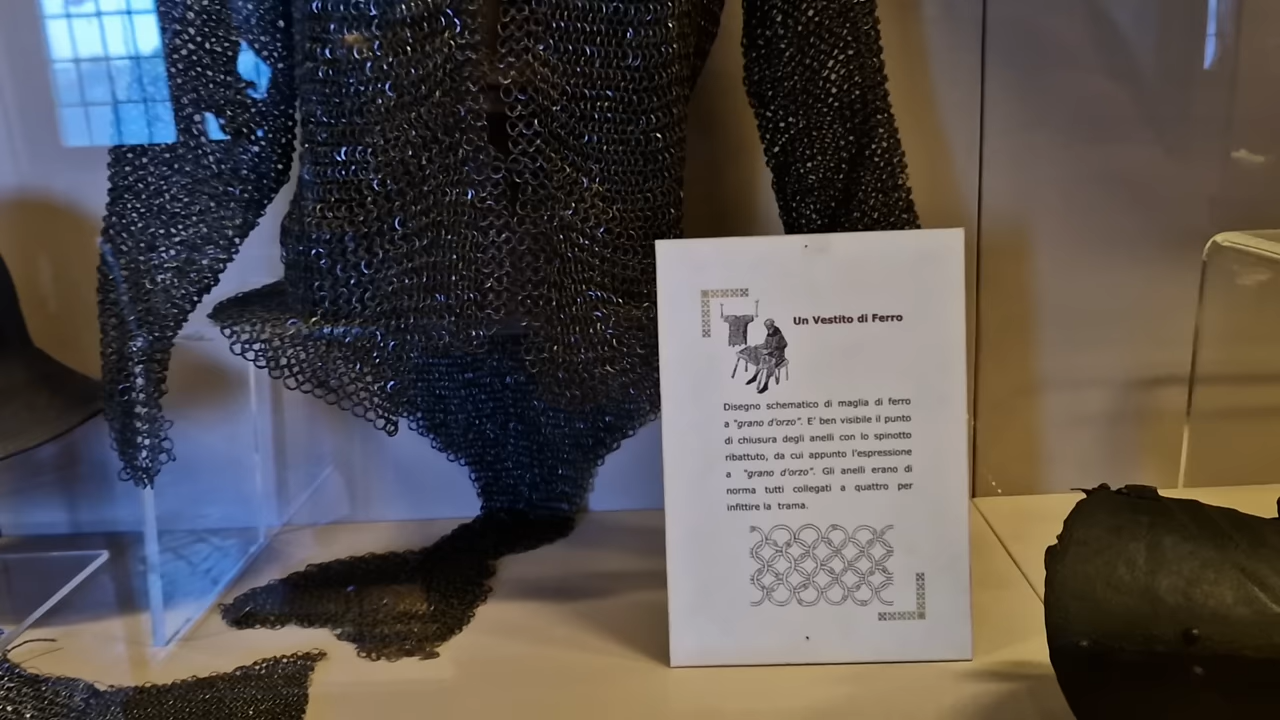 Un Vestito di Ferro
Disegno schematico di maglia di ferro
a "grano d'orzo". E' ben visibile il punto
di chiusura degli anelli con lo spinotto
ribattuto, da cui appunto l'espressione
a "grano d'orzo". Gli anelli erano di
norma tutti collegati a quattro per
infittire la trama.